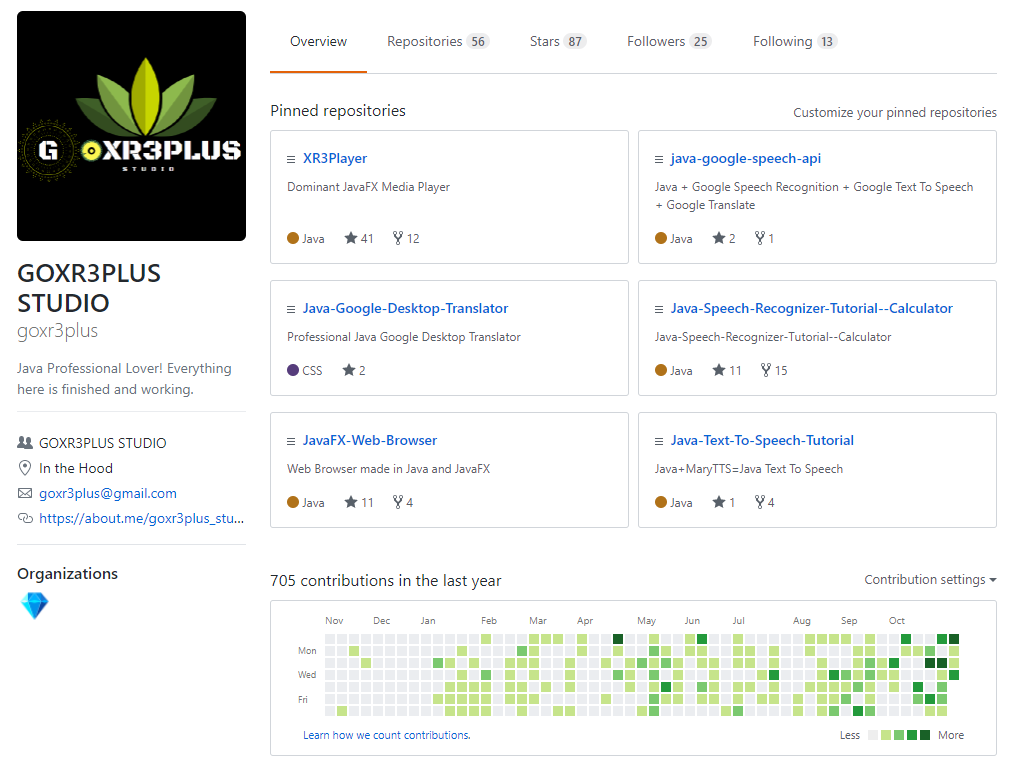 G OXR3PLUS
STUDIO
GOXR3PLUS
STUDIO
goxr3plus
Java Professional Lover! Everything
here is finished and working.
GOXR3PLUS STUDIO
In the Hood
goxr3plus@gmail.com
https://about.me/goxr3plus_stu...
Organizations
Overview Repositories 56 Stars 87 Followers 25 Following 13
Pinned repositories Customize your pinned repositories
XR3Player
Dominant JavaFX Media Player
Java 41 12
java-google-speech-api
Java + Google Speech Recognition + Google Text To Speech
+ Google Translate
Java 2 1
Java-Google-Desktop-Translator
Professional Java Google Desktop Translator
CSS 2
Java-Speech-Recognizer-Tutorial--Calculator
Java-Speech-Recognizer-Tutorial--Calculator
Java 11 15
JavaFX-Web-Browser
Web Browser made in Java and JavaFX
Java 11 4
Java-Text-To-Speech-Tutorial
Java+MaryTTS=Java Text To Speech
Java 1 4
705 contributions in the last year Contribution settings
Nov Dec Jan Feb Mar Apr May Jun Jul Aug Sep Oct
Mon
Wed
Fri
Learn how we count contributions. Less More